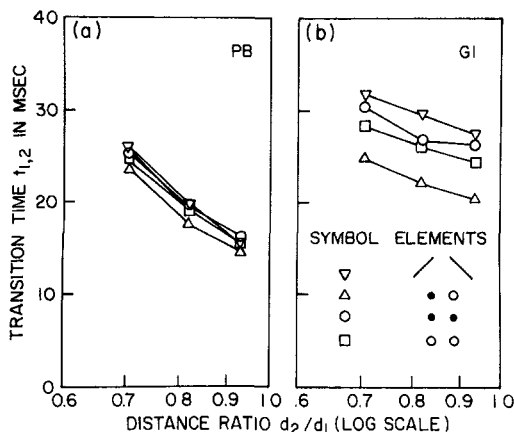 (a) PB
(b) GI
40
30
20
10
0
TRANSITION TIME t1,2 IN MSEC
SYMBOL ELEMENTS
0.6 0.7 0.8 0.9 1.0
0.6 0.7 0.8 0.9 1.0
DISTANCE RATIO d2/d1 (LOG SCALE)